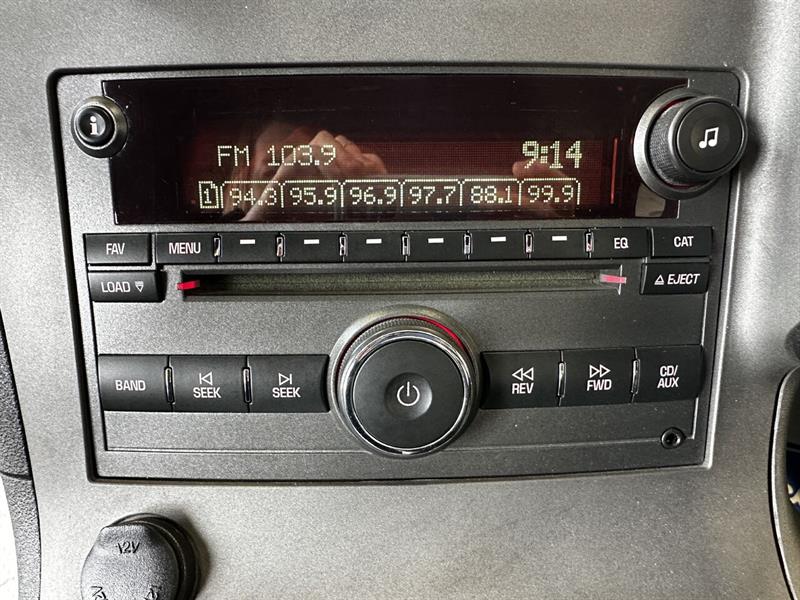 i
FM 103.9 9:14
1 94.3 95.9 96.9 97.7 88.1 99.9
FAV MENU EQ CAT
LOAD EJECT
BAND SEEK SEEK REV FWD CD/
AUX
12V